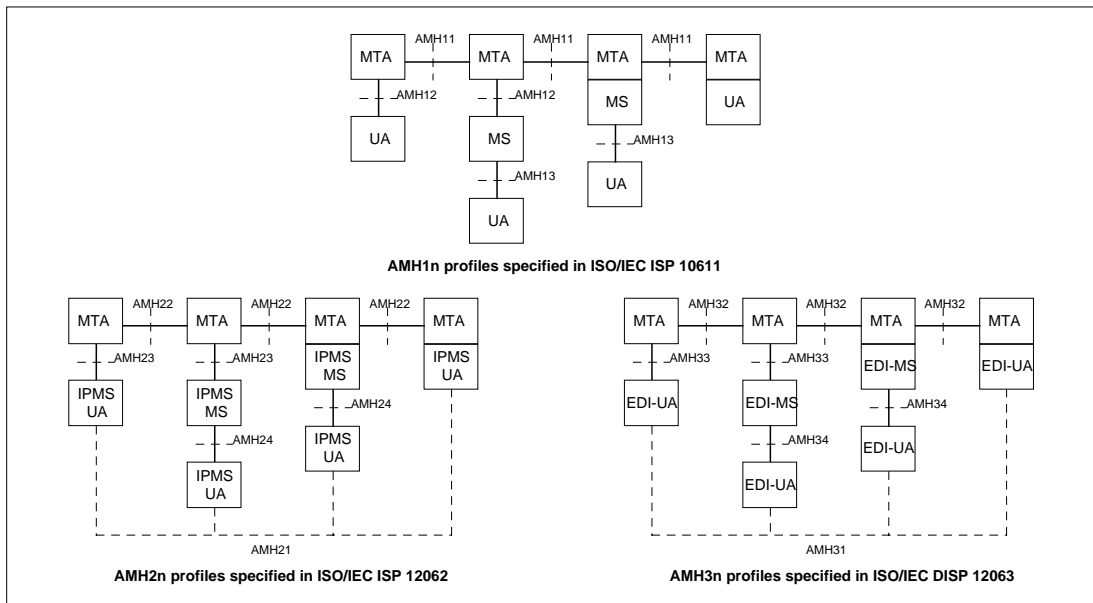 AMH11 AMH11 AMH11
MTA MTA MTA MTA
AMH12 AMH12 MS UA
UA MS AMH13
AMH13 UA
UA
AMH1n profiles specified in ISO/IEC ISP 10611
AMH22 AMH22 AMH22
MTA MTA MTA MTA
AMH23 AMH23 IPMS MS IPMS UA
IPMS UA IPMS MS AMH24
AMH24 IPMS UA
IPMS UA
AMH21
AMH2n profiles specified in ISO/IEC ISP 12062
AMH32 AMH32 AMH32
MTA MTA MTA MTA
AMH33 AMH33 EDI-MS EDI-UA
EDI-UA EDI-MS AMH34
AMH34 EDI-UA
EDI-UA
AMH31
AMH3n profiles specified in ISO/IEC DISP 12063